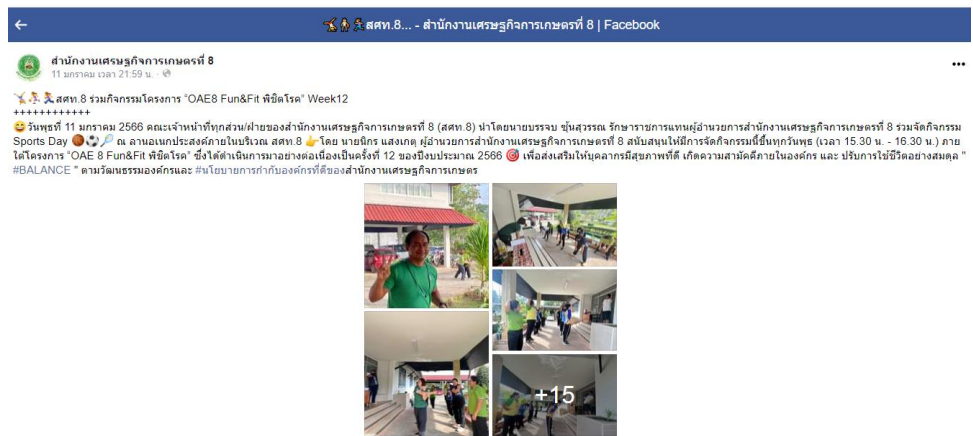 สศท.8... - สำนักงานเศรษฐกิจการเกษตรที่ 8 | Facebook
สำนักงานเศรษฐกิจการเกษตรที่ 8
11 มกราคม เวลา 21:59 น.
สศท.8 ร่วมกิจกรรมโครงการ "OAE8 Fun&Fit พิชิตโรค" Week12
++++++++++++
😄วันพุธที่ 11 มกราคม 2566 คณะเจ้าหน้าที่ทุกส่วน/ฝ่ายของสำนักงานเศรษฐกิจการเกษตรที่ 8 (สศท.8) นำโดยนายบรรจบ ซุ้นสุวรรณ รักษาราชการแทนผู้อำนวยการสำนักงานเศรษฐกิจการเกษตรที่ 8 ร่วมจัดกิจกรรม
Sports Day 🏀⚽🏓 ณ ลานอเนกประสงค์ภายในบริเวณ สศท.8 👉โดย นายนิกร แสงเกตุ ผู้อำนวยการสำนักงานเศรษฐกิจการเกษตรที่ 8 สนับสนุนให้มีการจัดกิจกรรมนี้ขึ้นทุกวันพุธ (เวลา 15.30 น. - 16.30 น.) ภาย
ใต้โครงการ "OAE 8 Fun&Fit พิชิตโรค" ซึ่งได้ดำเนินการมาอย่างต่อเนื่องเป็นครั้งที่ 12 ของปีงบประมาณ 2566 🎯 เพื่อส่งเสริมให้บุคลากรมีสุขภาพที่ดี เกิดความสามัคคีภายในองค์กร และ ปรับการใช้ชีวิตอย่างสมดุล "
#BALANCE " ตามวัฒนธรรมองค์กรและ #นโยบายการกำกับองค์กรที่ดีของสำนักงานเศรษฐกิจการเกษตร
+15